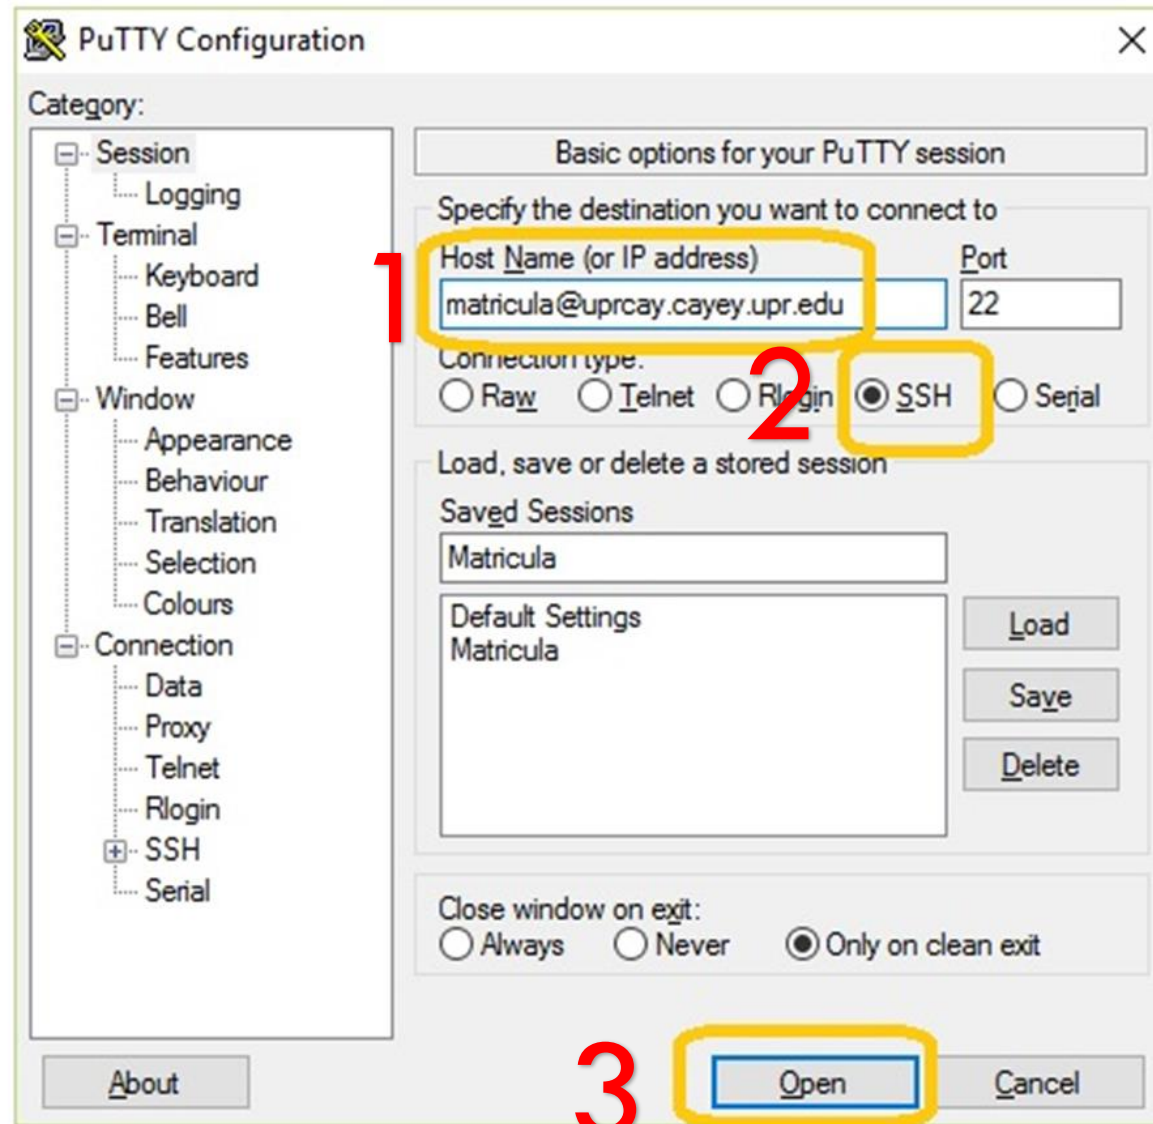 PuTTY Configuration
Category:
Session
Logging
Terminal
Keyboard
Bell
Features
Window
Appearance
Behaviour
Translation
Selection
Colours
Connection
Data
Proxy
Telnet
Rlogin
SSH
Serial
Basic options for your PuTTY session
Specify the destination you want to connect to
1
Host Name (or IP address) Port
matricula@uprcay.cayey.upr.edu 22
Connection type:
2
Raw Telnet Rlogin SSH Serial
Load, save or delete a stored session
Saved Sessions
Matricula
Default Settings
Matricula
Load
Save
Delete
Close window on exit:
Always Never Only on clean exit
3
About Open Cancel